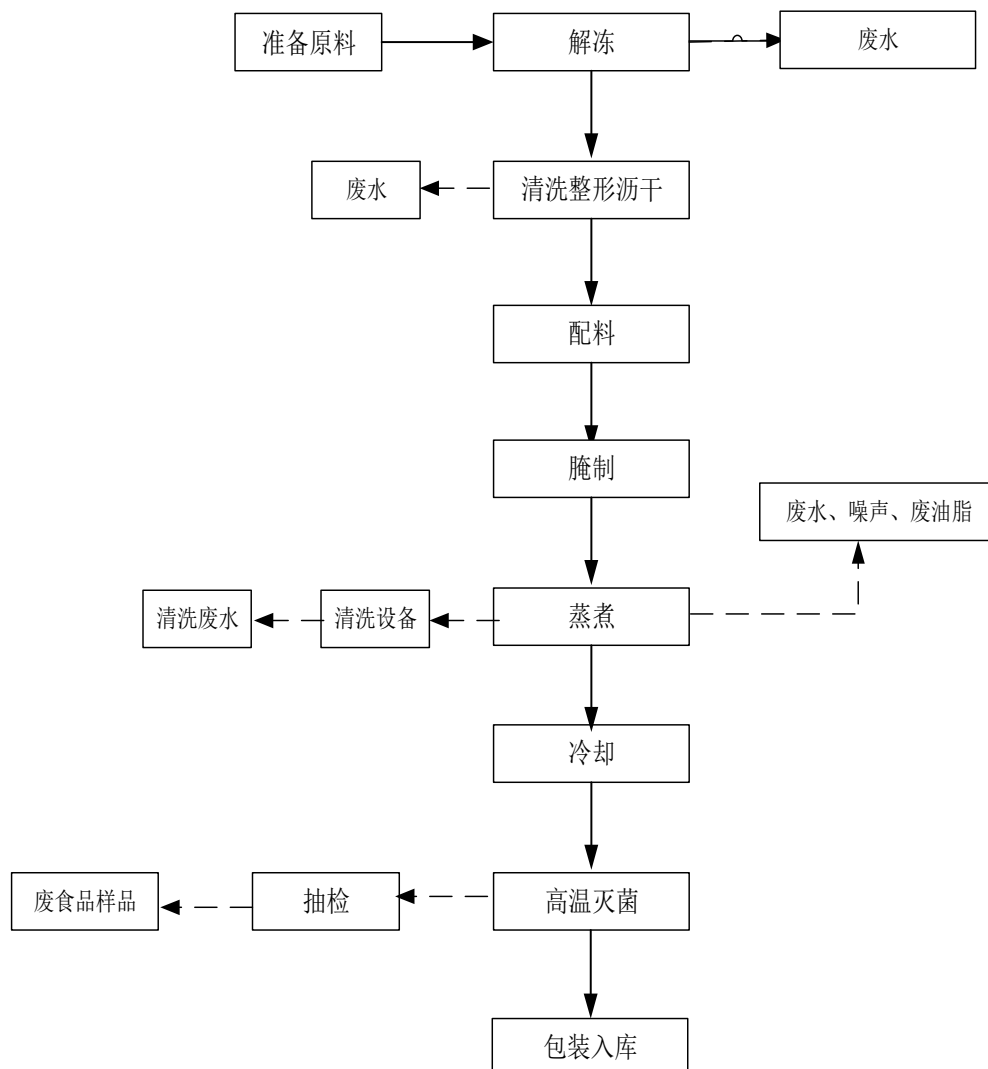 准备原料
解冻
废水
废水
清洗整形沥干
配料
腌制
废水、噪声、废油脂
清洗废水
清洗设备
蒸煮
冷却
废食品样品
抽检
高温灭菌
包装入库